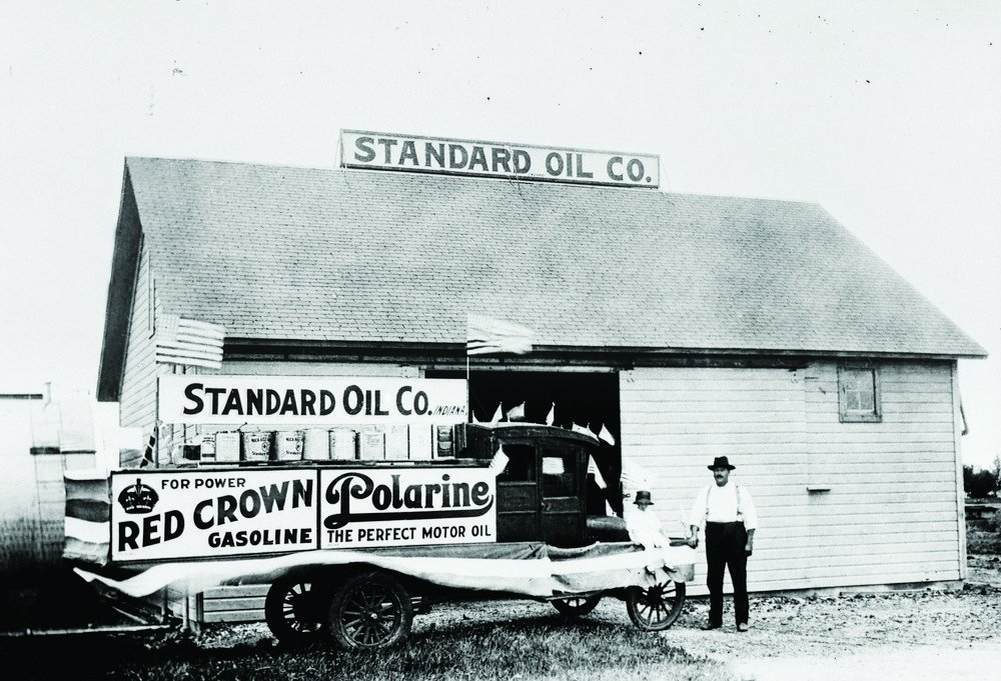 STANDARD OIL CO.
STANDARD OIL CO. INDIANA.
FOR POWER
RED CROWN
GASOLINE
Polarine
THE PERFECT MOTOR OIL